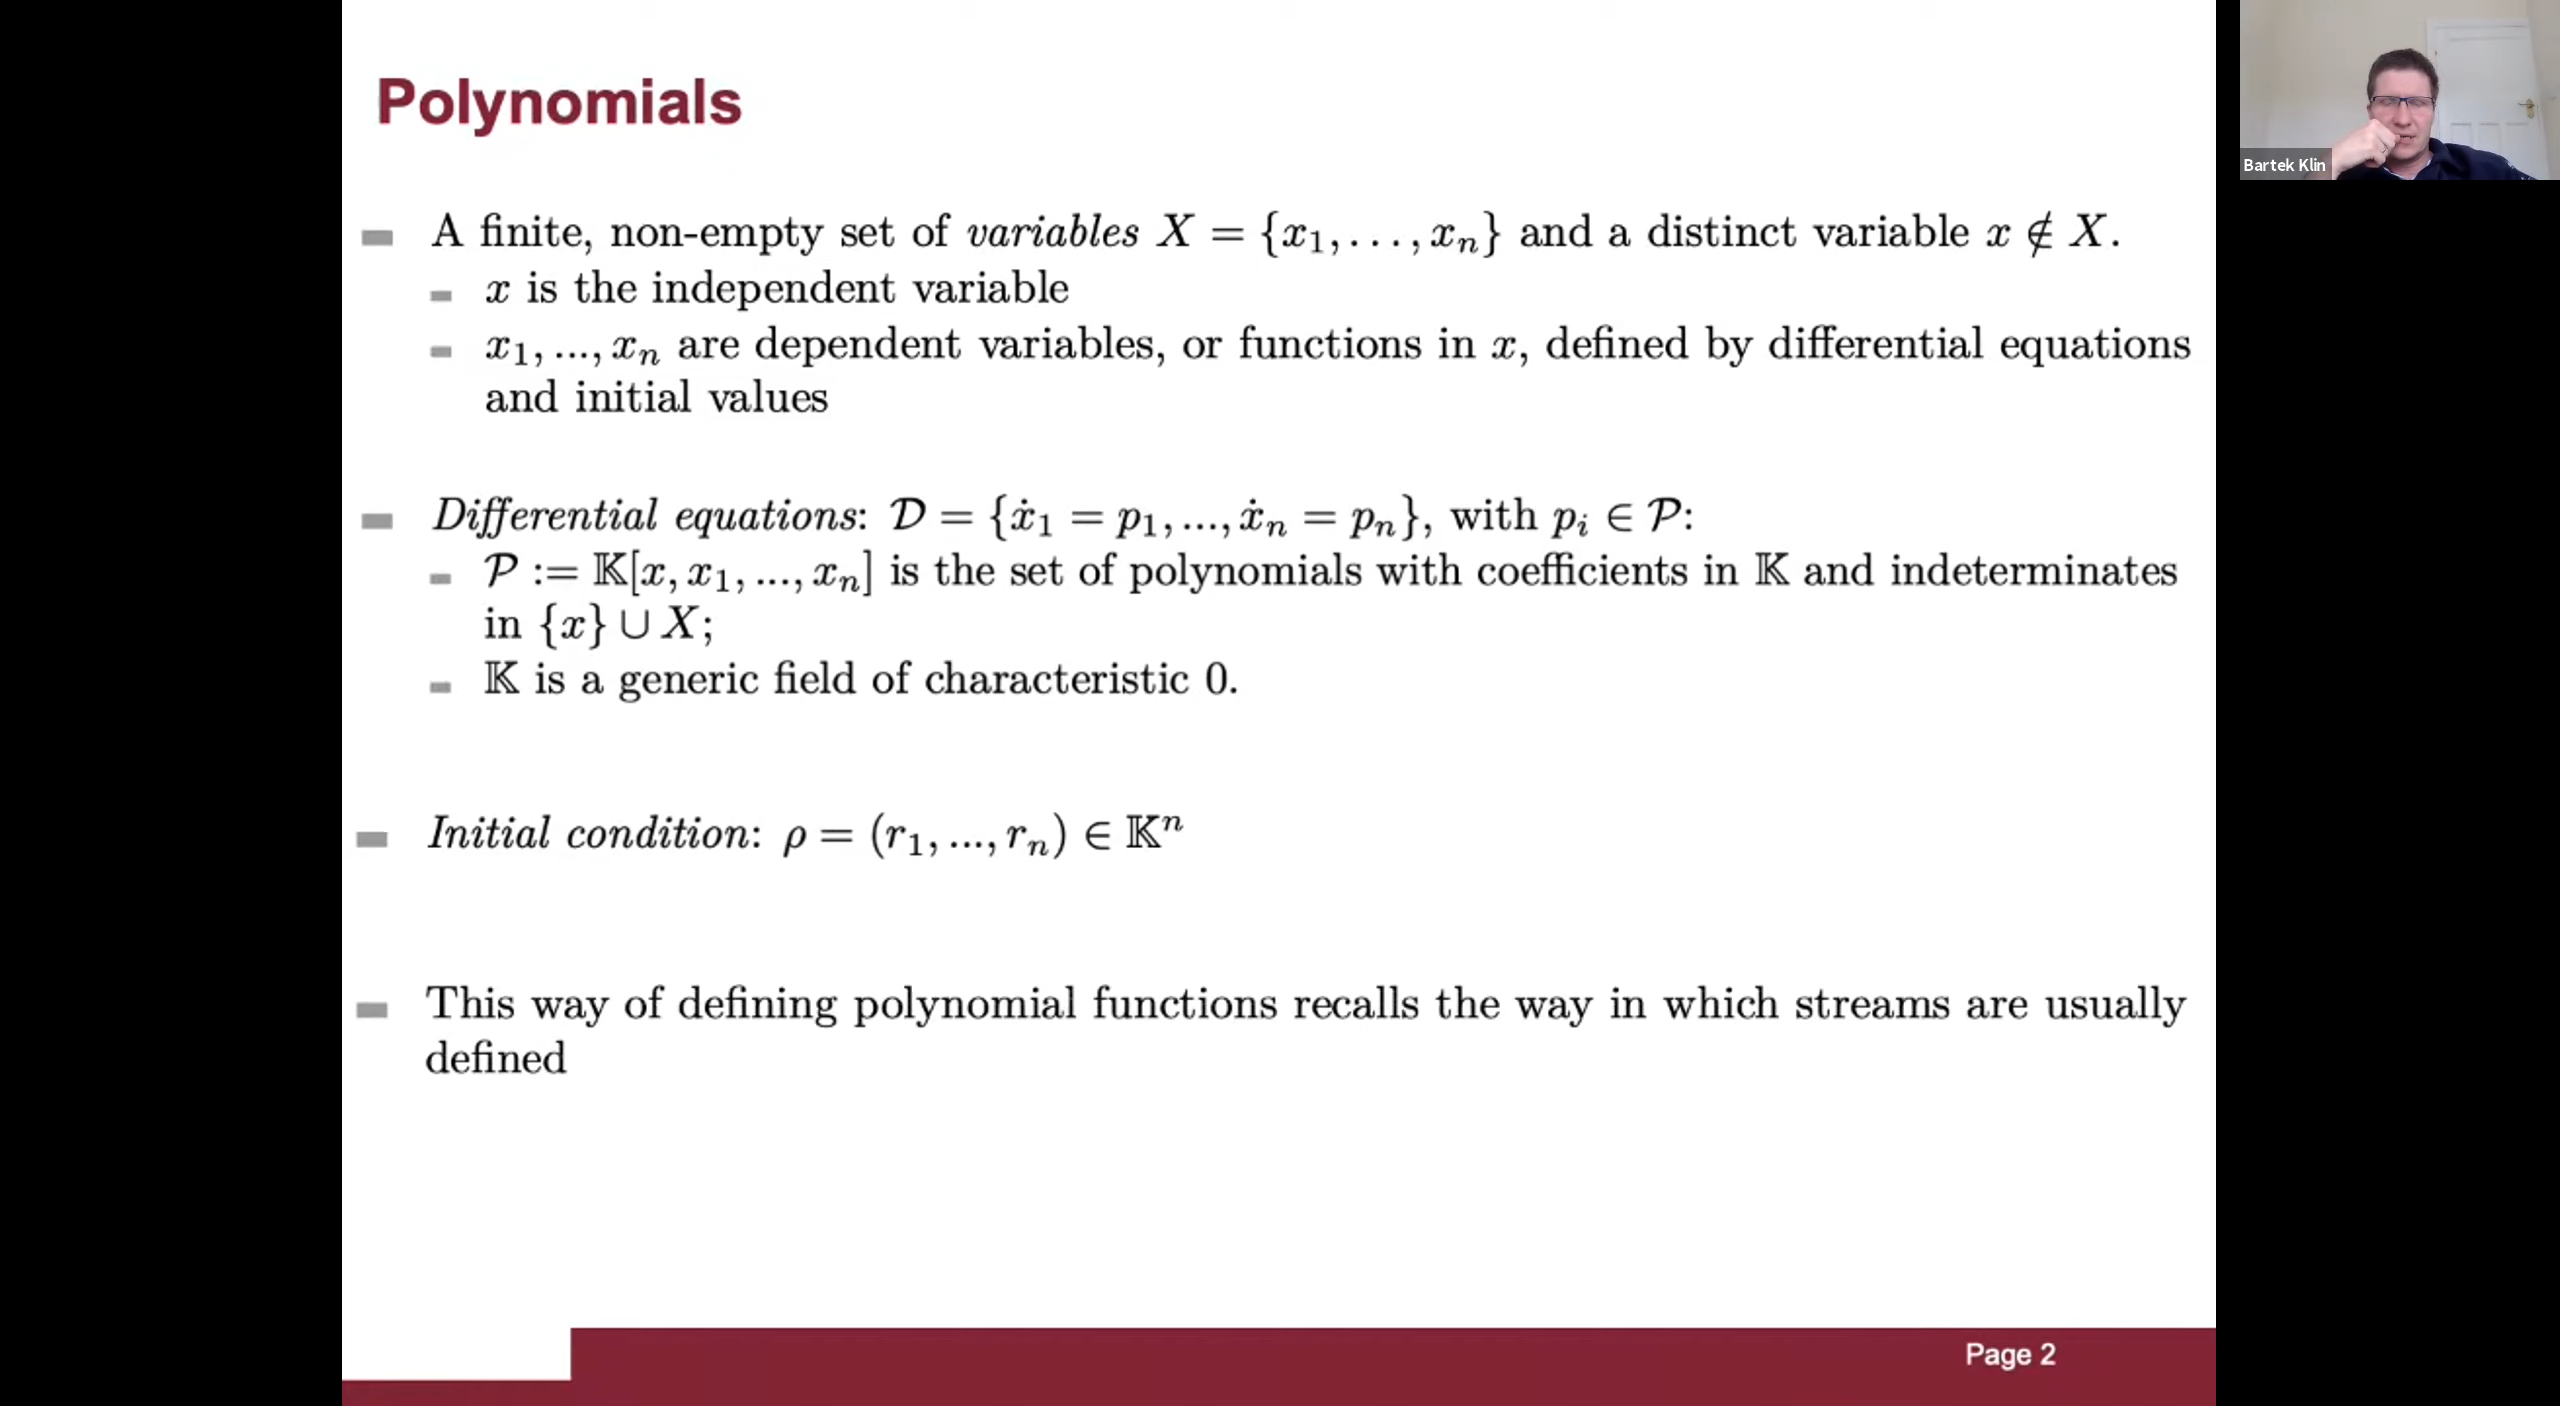 Polynomials
Bartek Klin
A finite, non-empty set of variables X = {x₁, . . . , xₙ} and a distinct variable x ∉ X.
x is the independent variable
x₁, ..., xₙ are dependent variables, or functions in x, defined by differential equations
and initial values
Differential equations: 𝒟 = {ẋ₁ = p₁, ..., ẋₙ = pₙ}, with pᵢ ∈ 𝒫:
𝒫 := 𝕂[x, x₁, ..., xₙ] is the set of polynomials with coefficients in 𝕂 and indeterminates
in {x} ∪ X;
𝕂 is a generic field of characteristic 0.
Initial condition: ρ = (r₁, ..., rₙ) ∈ 𝕂ⁿ
This way of defining polynomial functions recalls the way in which streams are usually
defined
Page 2